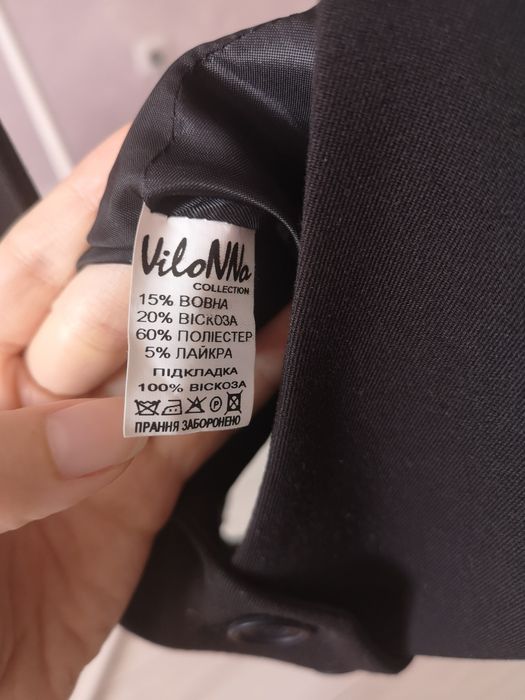 ViloNNa
COLLECTION
15% ВОВНА
20% ВІСКОЗА
60% ПОЛІЕСТЕР
5% ЛАЙКРА
ПІДКЛАДКА
100% ВІСКОЗА
P
ПРАННЯ ЗАБОРОНЕНО